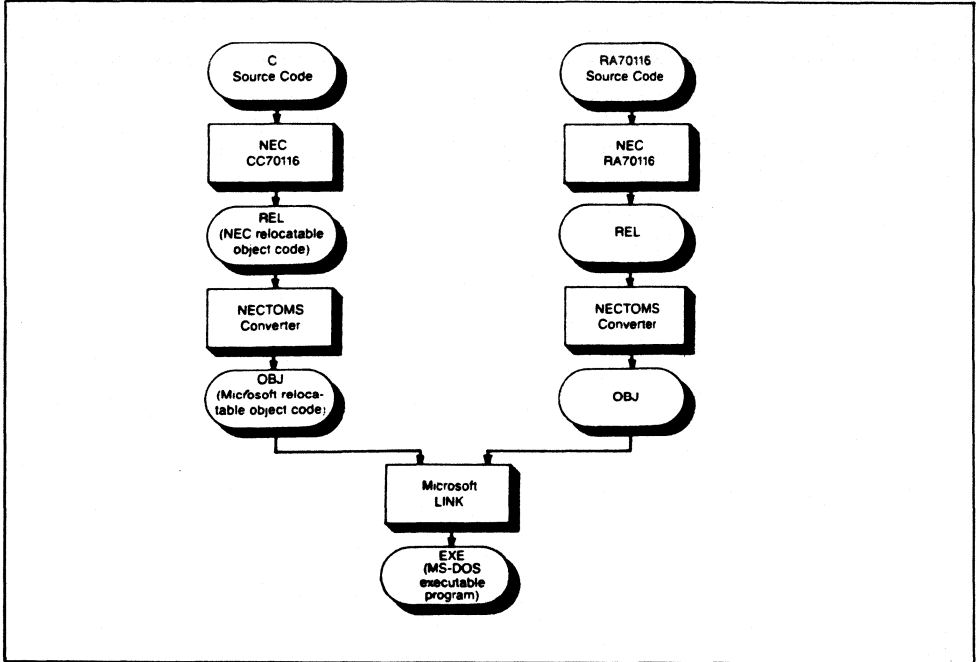 C
Source Code
NEC
CC70116
REL
(NEC relocatable
object code)
NECTOMS
Converter
OBJ
(Microsoft reloca-
table object code)
RA70116
Source Code
NEC
RA70116
REL
NECTOMS
Converter
OBJ
Microsoft
LINK
EXE
(MS-DOS
executable
program)